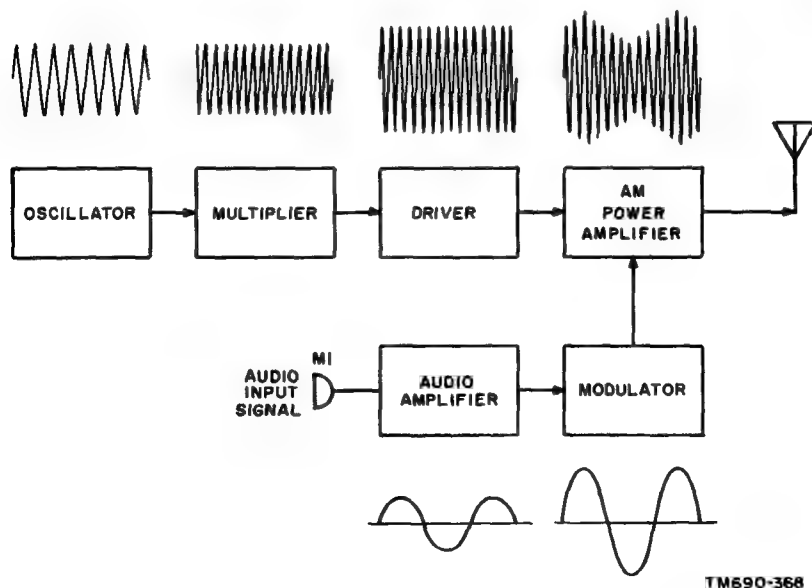 OSCILLATOR
MULTIPLIER
DRIVER
AM
POWER
AMPLIFIER
MI
AUDIO
INPUT
SIGNAL
AUDIO
AMPLIFIER
MODULATOR
TM690-368